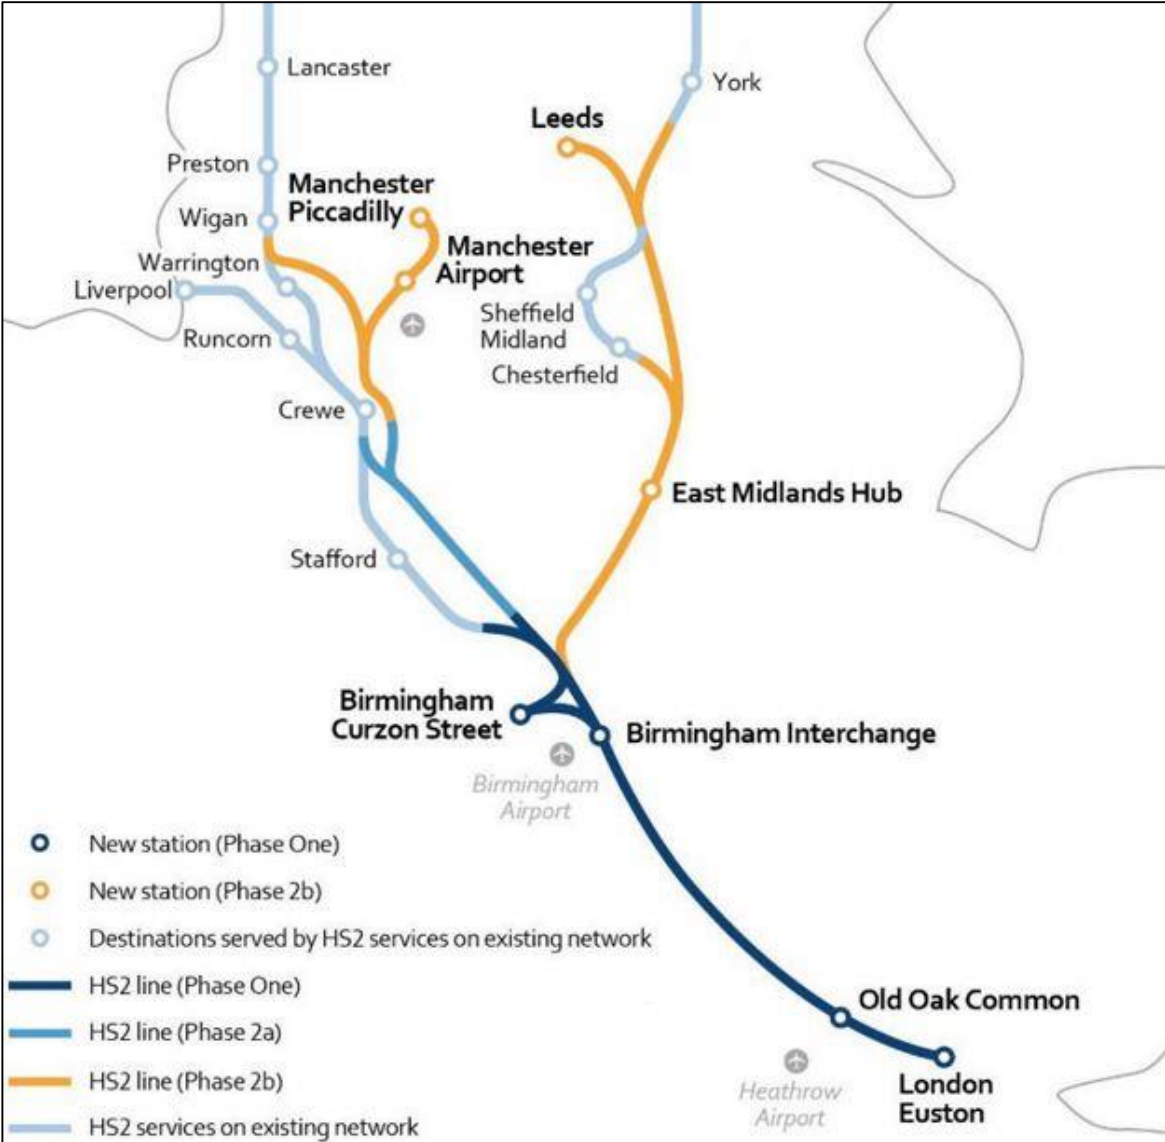 Lancaster
York
Leeds
Preston
Manchester
Piccadilly
Wigan
Manchester
Airport
Warrington
Liverpool
Sheffield
Midland
Runcorn
Chesterfield
Crewe
East Midlands Hub
Stafford
Birmingham
Curzon Street
Birmingham Interchange
Birmingham
Airport
New station (Phase One)
New station (Phase 2b)
Destinations served by HS2 services on existing network
HS2 line (Phase One)
Old Oak Common
HS2 line (Phase 2a)
HS2 line (Phase 2b)
Heathrow
Airport
London
Euston
HS2 services on existing network